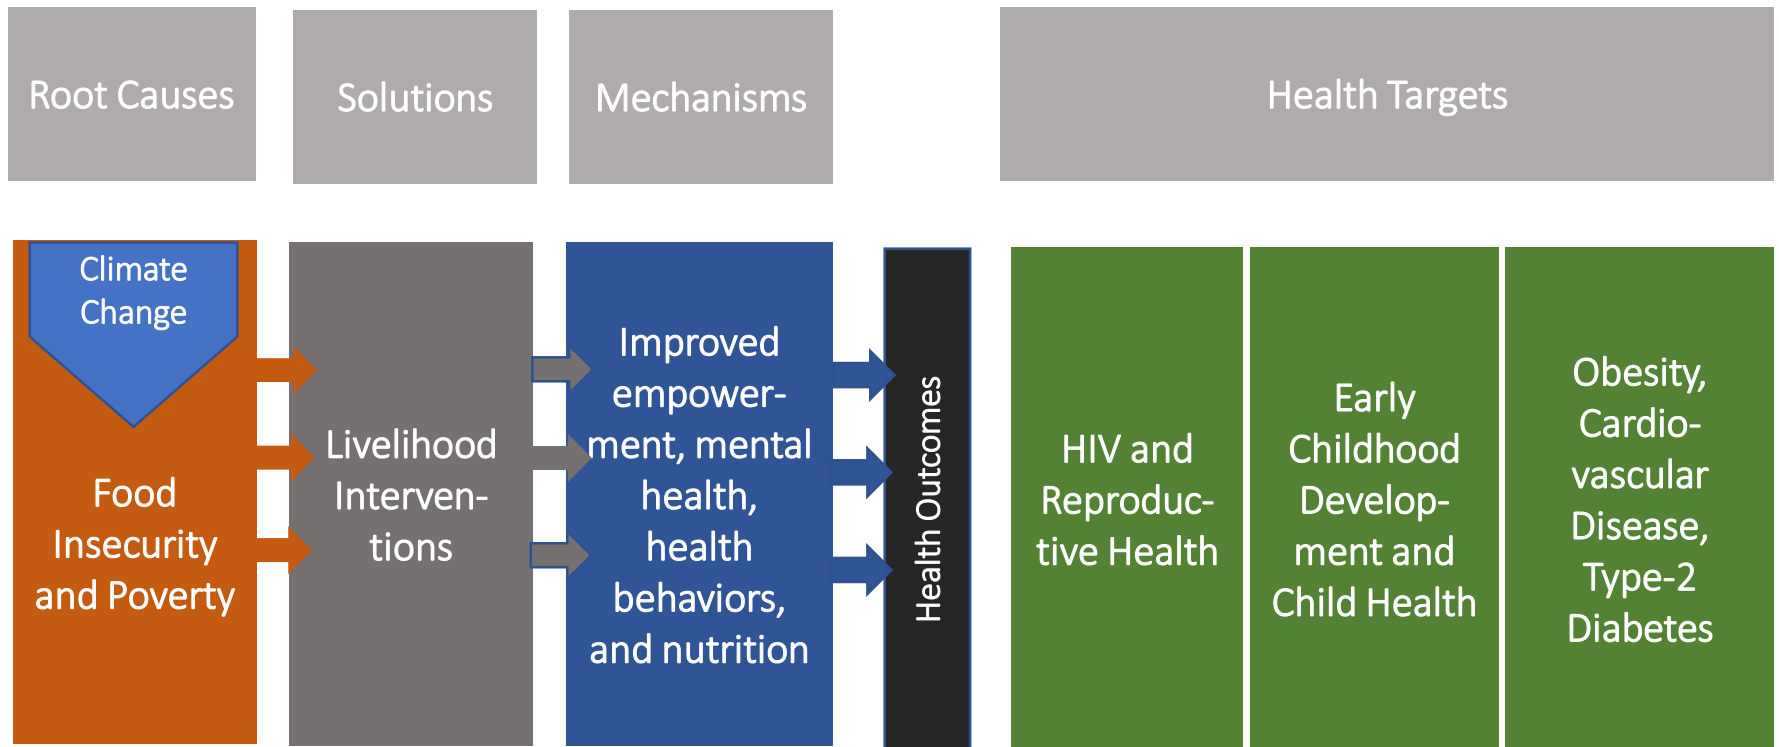 Root Causes
Solutions
Mechanisms
Health Targets
Climate
Change
Food
Insecurity
and Poverty
Livelihood
Interven-
tions
Improved
empower-
ment, mental
health,
health
behaviors,
and nutrition
Health Outcomes
HIV and
Reproduc-
tive Health
Early
Childhood
Develop-
ment and
Child Health
Obesity,
Cardio-
vascular
Disease,
Type-2
Diabetes